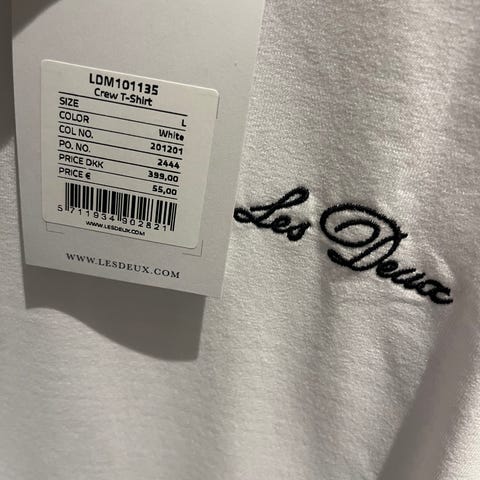 LDM101135
Crew T-Shirt
SIZE L
COLOR White
COL NO. 201201
PO. NO. 2444
PRICE DKK 399,00
PRICE € 55,00
5 711934 902821
WWW.LESDEUX.COM
WWW.LESDEUX.COM
Les Deux